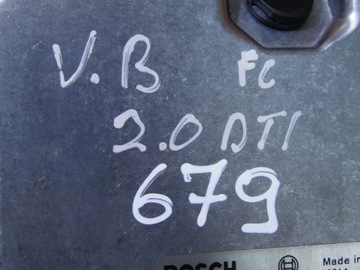 V.B FC
2.0 DTI
679
BOSCH
Made in